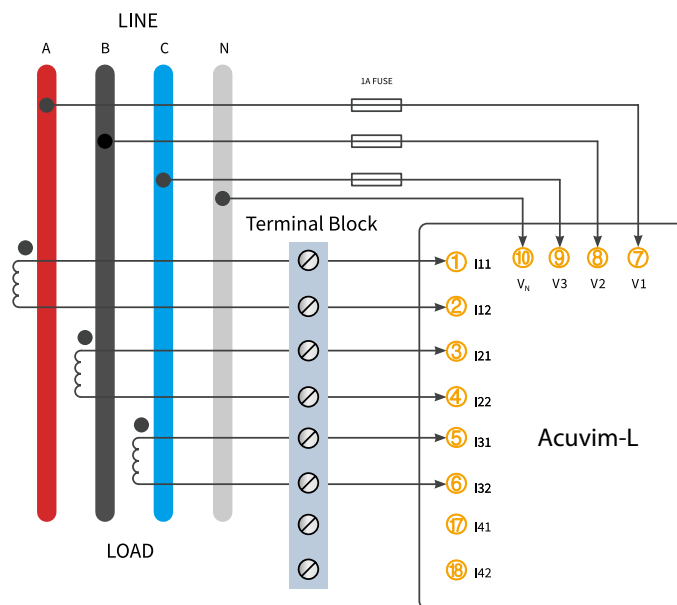 LINE
A B C N
1A FUSE
Terminal Block
⑩ ⑨ ⑧ ⑦
V_N V3 V2 V1
① I11
② I12
③ I21
④ I22
⑤ I31
⑥ I32
⑰ I41
⑱ I42
Acuvim-L
LOAD